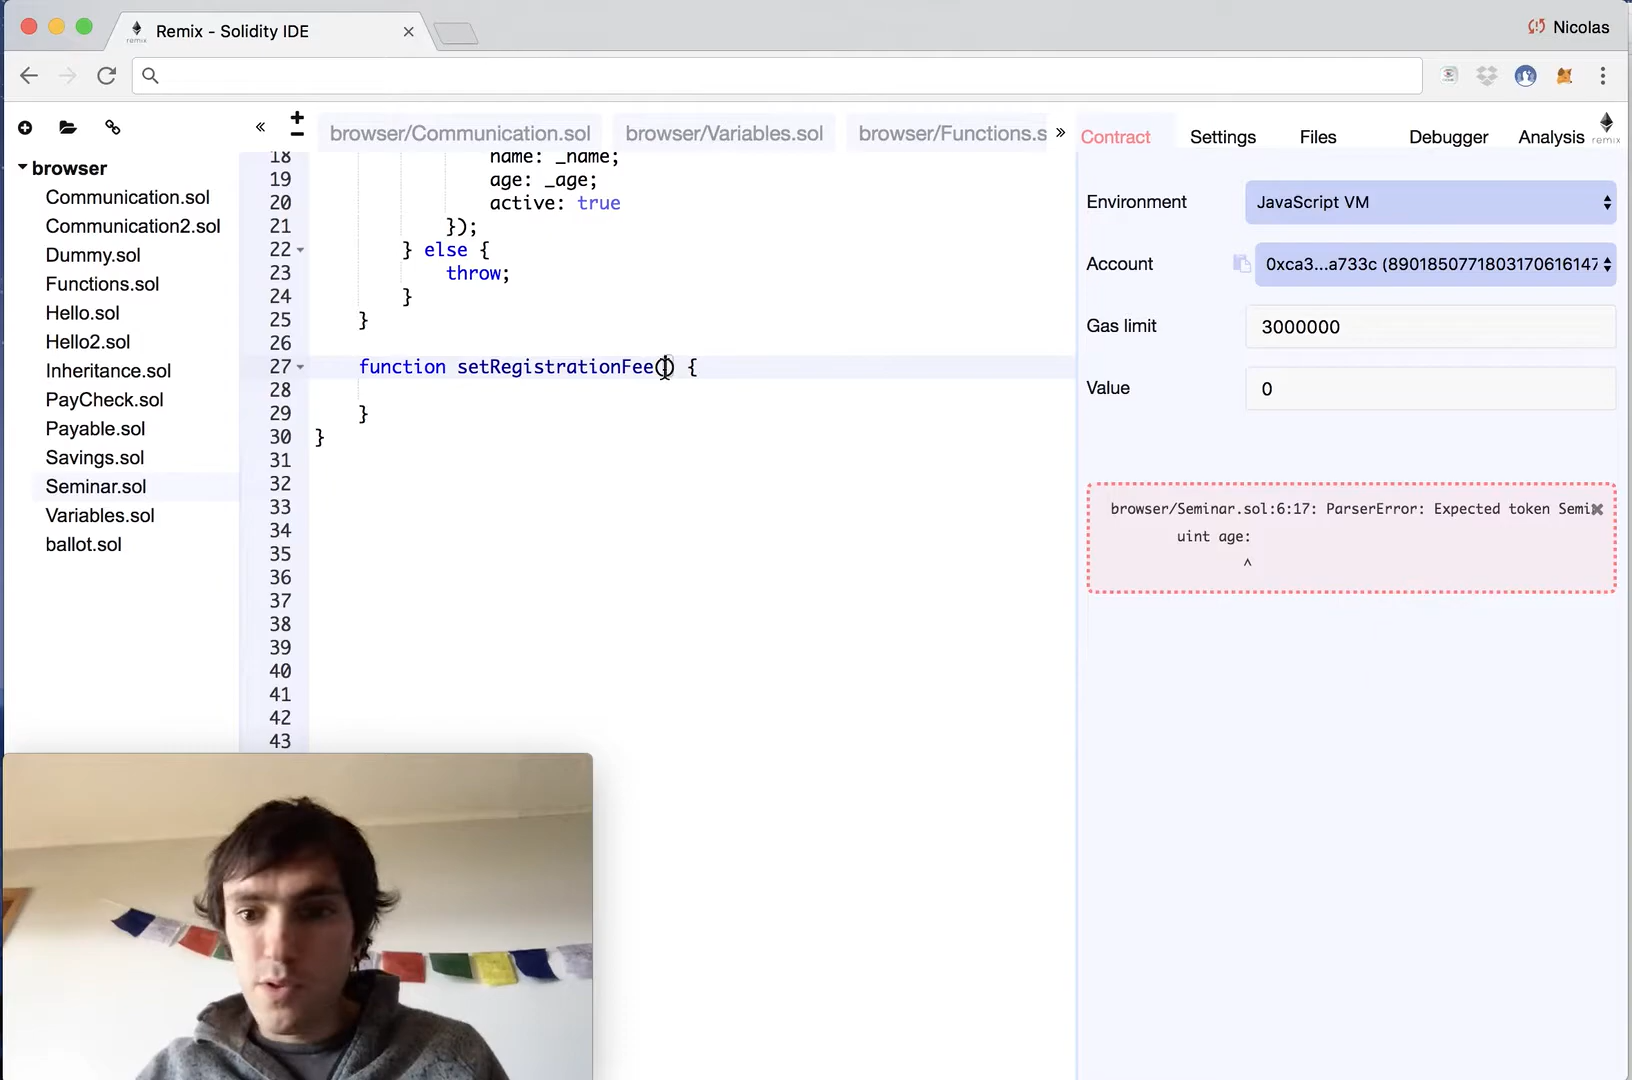 Remix - Solidity IDE
Nicolas
browser/Communication.sol
browser/Variables.sol
browser/Functions.s
Contract
Settings
Files
Debugger
Analysis
remix
browser
Communication.sol
Communication2.sol
Dummy.sol
Functions.sol
Hello.sol
Hello2.sol
Inheritance.sol
PayCheck.sol
Payable.sol
Savings.sol
Seminar.sol
Variables.sol
ballot.sol
18 name: _name;
19 age: _age;
20 active: true
21 });
22 } else {
23 throw;
24 }
25 }
26
27 function setRegistrationFee() {
28
29 }
30 }
31
32
33
34
35
36
37
38
39
40
41
42
43
Environment
JavaScript VM
Account
0xca3...a733c (8901850771803170616147
Gas limit
3000000
Value
0
browser/Seminar.sol:6:17: ParserError: Expected token Semi
uint age:
^